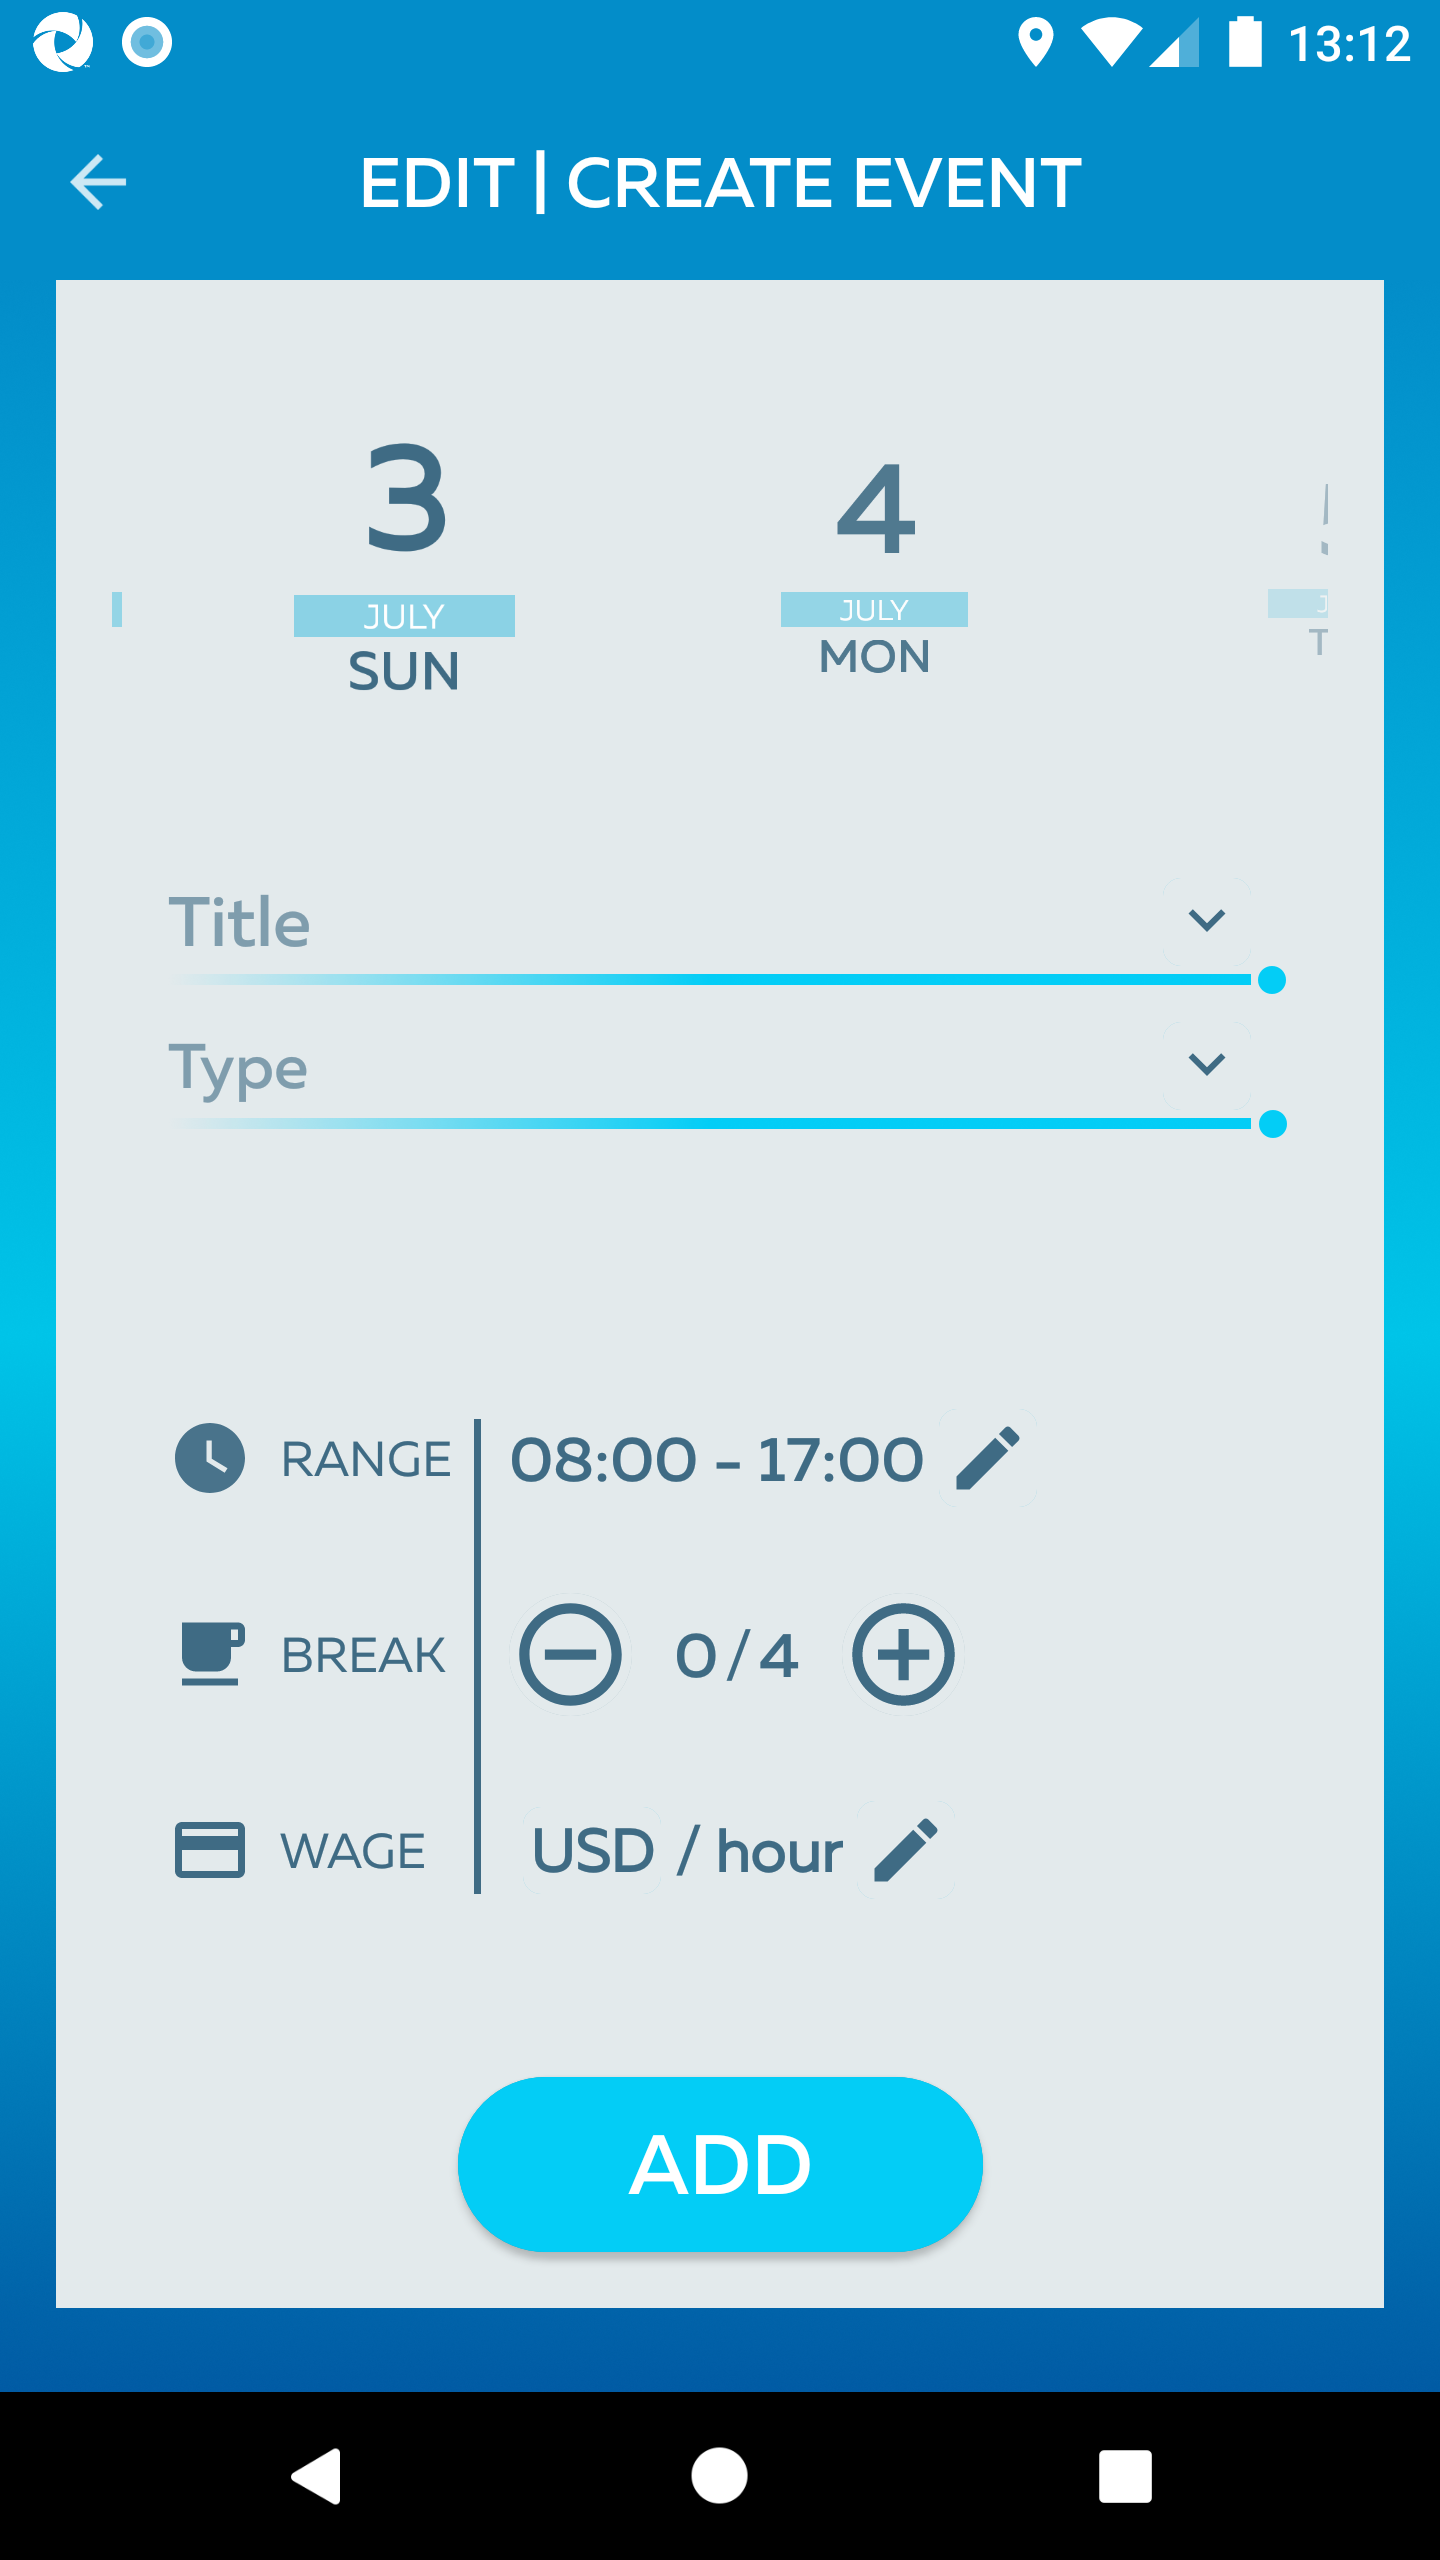 13:12
EDIT | CREATE EVENT
3
JULY
SUN
4
JULY
MON
J
T
Title
Type
RANGE 08:00 - 17:00
BREAK 0/4
WAGE USD / hour
ADD